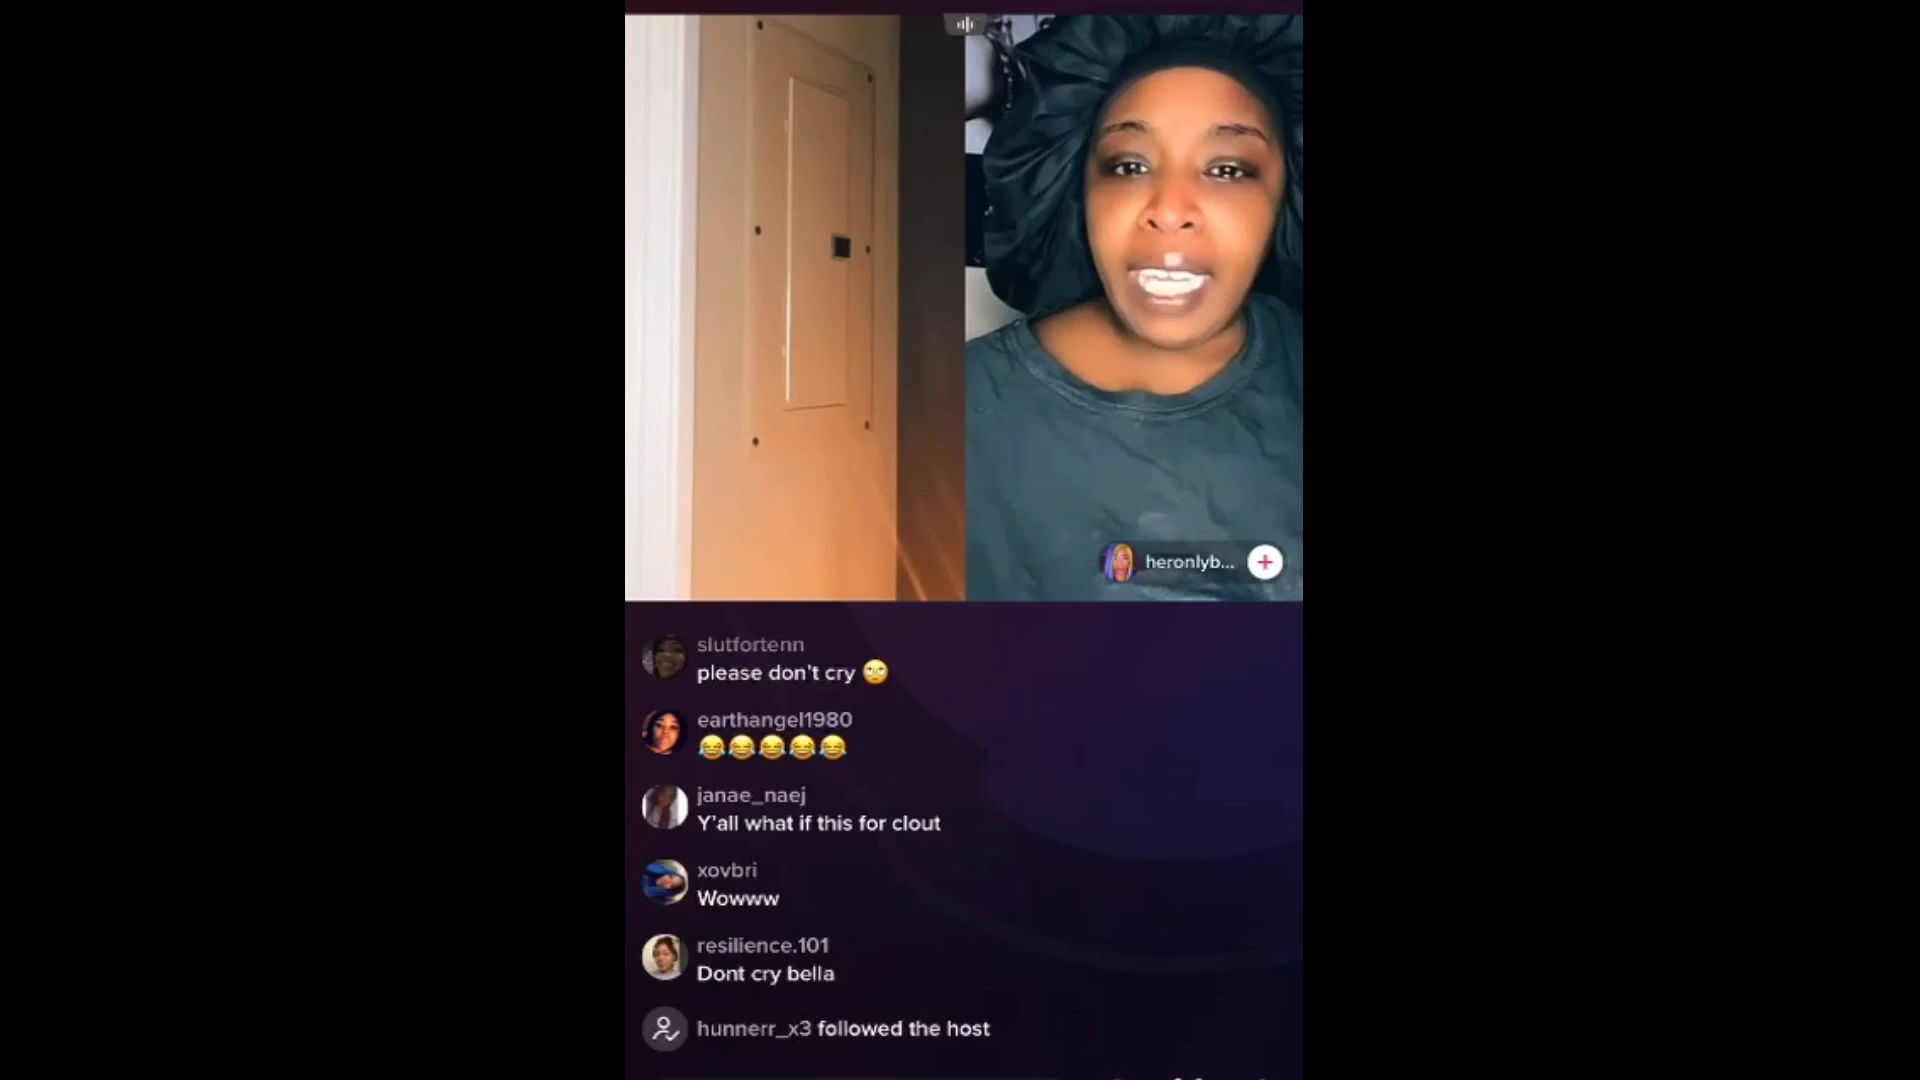 heronlyb...
slutfortenn
please don't cry 🙄
earthangel1980
😂😂😂😂😂
janae_naej
Y'all what if this for clout
xovbri
Wowww
resilience.101
Dont cry bella
hunnerr_x3 followed the host